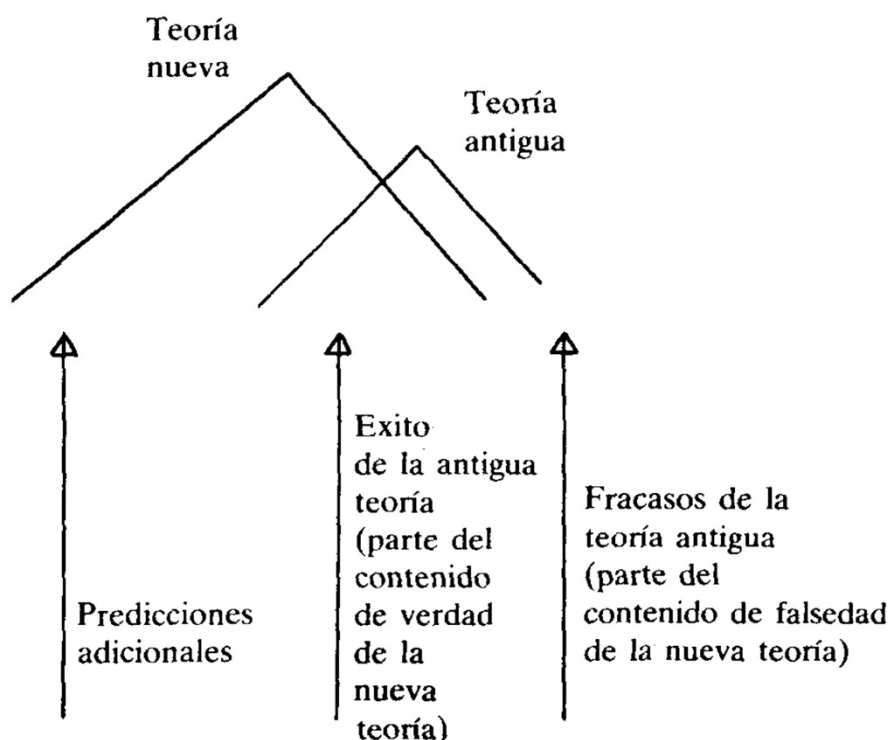 Teoría
nueva
Teoría
antigua
Predicciones
adicionales
Exito
de la antigua
teoría
(parte del
contenido
de verdad
de la
nueva
teoría)
Fracasos de la
teoría antigua
(parte del
contenido de falsedad
de la nueva teoría)